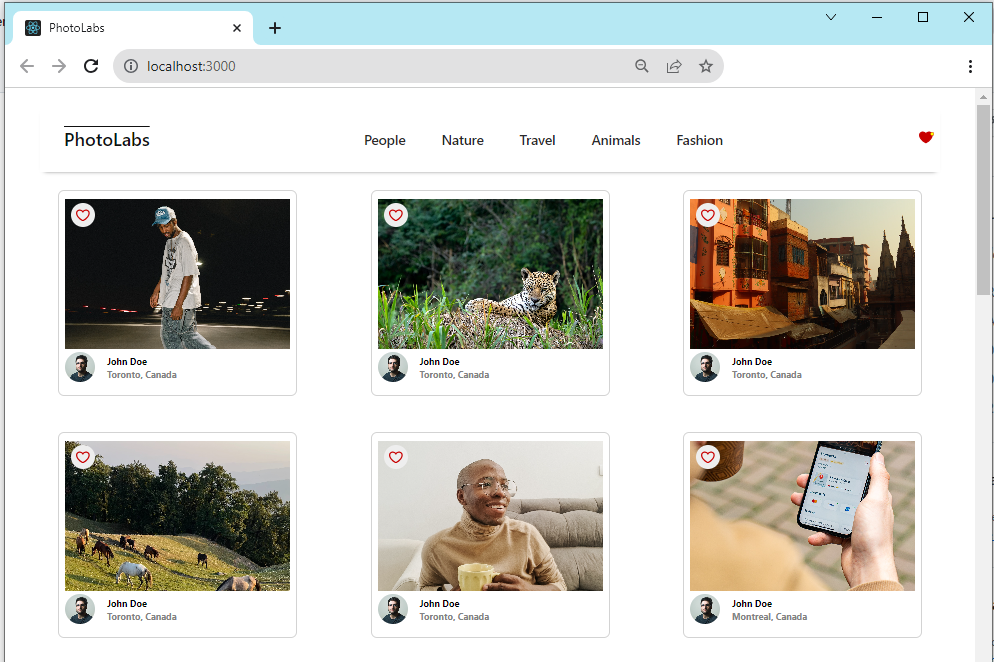 PhotoLabs
localhost:3000
PhotoLabs
People
Nature
Travel
Animals
Fashion
John Doe
Toronto, Canada
John Doe
Toronto, Canada
John Doe
Toronto, Canada
John Doe
Toronto, Canada
John Doe
Toronto, Canada
John Doe
Montreal, Canada